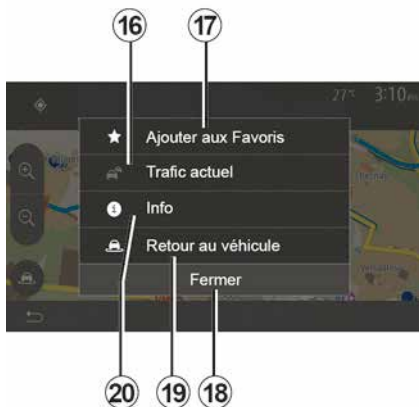 16 17
27°C 3:10
Ajouter aux Favoris
Trafic actuel
Info
Retour au véhicule
Fermer
20 19 18